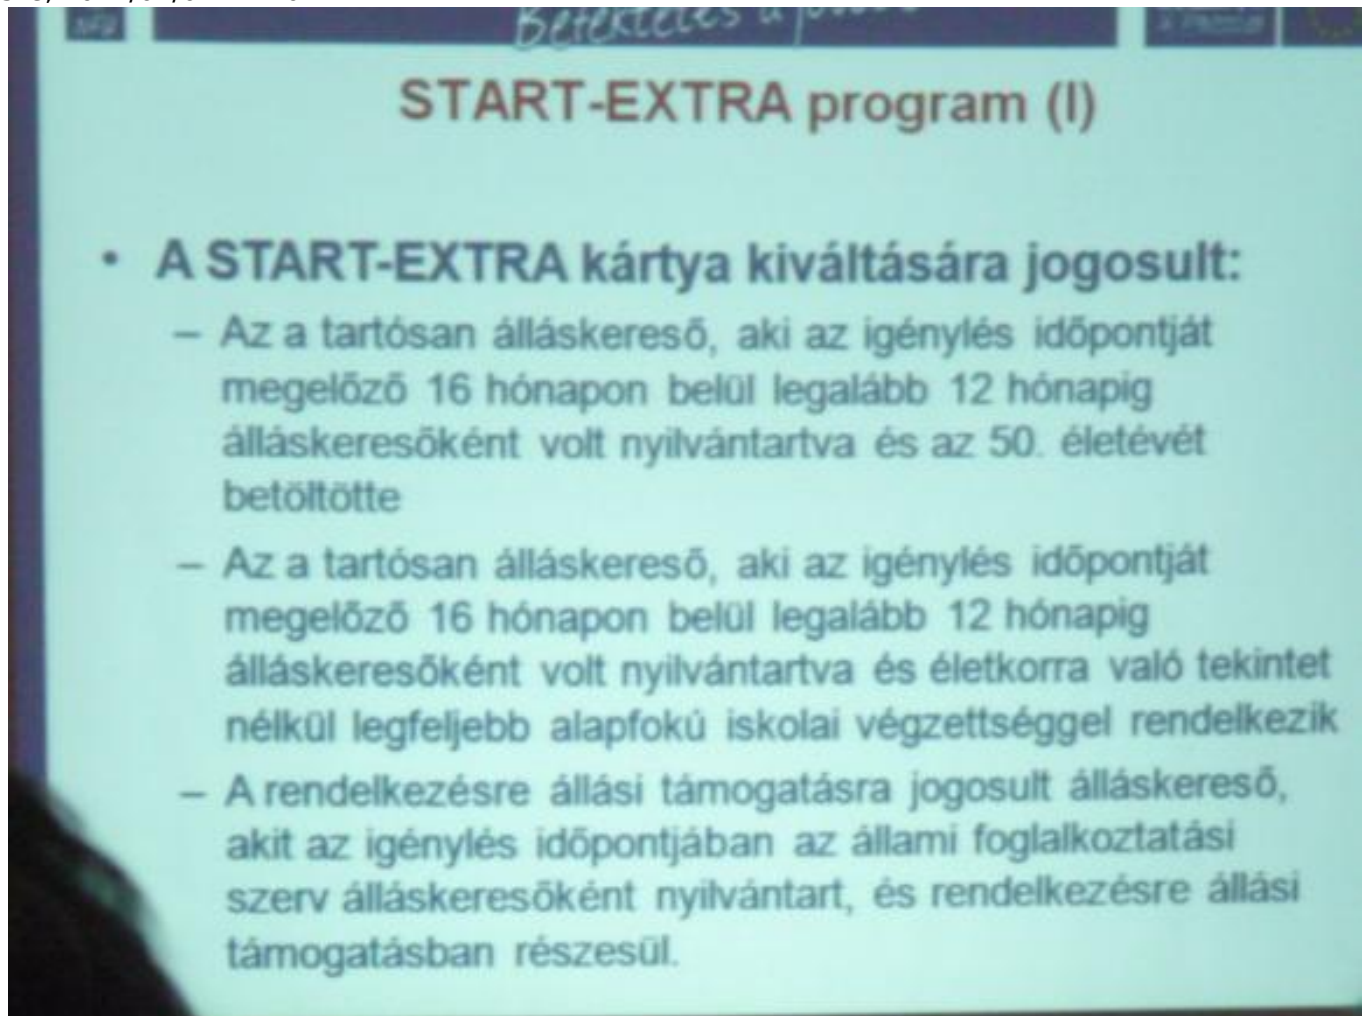 START-EXTRA program (I)
• A START-EXTRA kártya kiváltására jogosult:
– Az a tartósan álláskereső, aki az igénylés időpontját
megelőző 16 hónapon belül legalább 12 hónapig
álláskeresőként volt nyilvántartva és az 50. életévét
betöltötte
– Az a tartósan álláskereső, aki az igénylés időpontját
megelőző 16 hónapon belül legalább 12 hónapig
álláskeresőként volt nyilvántartva és életkorra való tekintet
nélkül legfeljebb alapfokú iskolai végzettséggel rendelkezik
– A rendelkezésre állási támogatásra jogosult álláskereső,
akit az igénylés időpontjában az állami foglalkoztatási
szerv álláskeresőként nyilvántart, és rendelkezésre állási
támogatásban részesül.